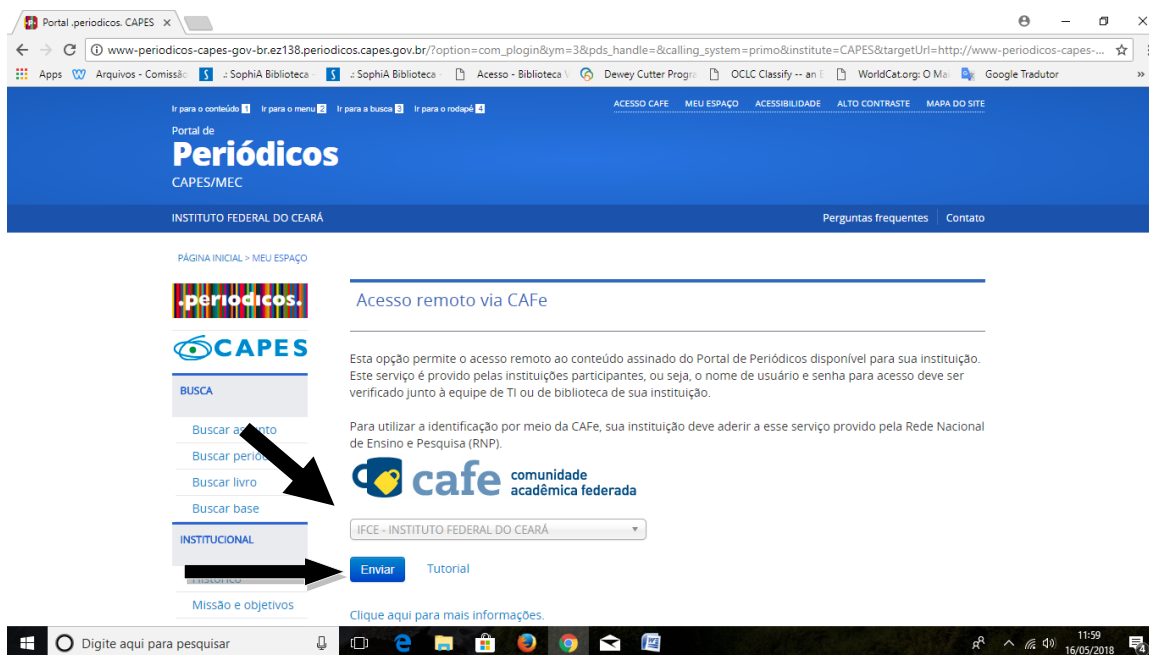 Portal .periodicos. CAPES
www-periodicos-capes-gov-br.ez138.periodicos.capes.gov.br/?option=com_plogin&ym=3&pds_handle=&calling_system=primo&institute=CAPES&targetUrl=http://www-periodicos-capes-...
Apps Arquivos - Comissão .: SophiA Biblioteca - .: SophiA Biblioteca - Acesso - Biblioteca V Dewey Cutter Progra OCLC Classify -- an E WorldCat.org: O Ma Google Tradutor »
Ir para o conteúdo 1 Ir para o menu 2 Ir para a busca 3 Ir para o rodapé 4 ACESSO CAFE MEU ESPAÇO ACESSIBILIDADE ALTO CONTRASTE MAPA DO SITE
Portal de
Periódicos
CAPES/MEC
INSTITUTO FEDERAL DO CEARÁ Perguntas frequentes Contato
PÁGINA INICIAL > MEU ESPAÇO
.periodicos.
CAPES
BUSCA
Buscar assunto
Buscar perió
Buscar livro
Buscar base
INSTITUCIONAL
Histórico
Missão e objetivos
Acesso remoto via CAFe
Esta opção permite o acesso remoto ao conteúdo assinado do Portal de Periódicos disponível para sua instituição.
Este serviço é provido pelas instituições participantes, ou seja, o nome de usuário e senha para acesso deve ser
verificado junto à equipe de TI ou de biblioteca de sua instituição.
Para utilizar a identificação por meio da CAFe, sua instituição deve aderir a esse serviço provido pela Rede Nacional
de Ensino e Pesquisa (RNP).
cafe comunidade
acadêmica federada
IFCE - INSTITUTO FEDERAL DO CEARÁ
Enviar Tutorial
Clique aqui para mais informações.
Digite aqui para pesquisar
11:59
16/05/2018
4